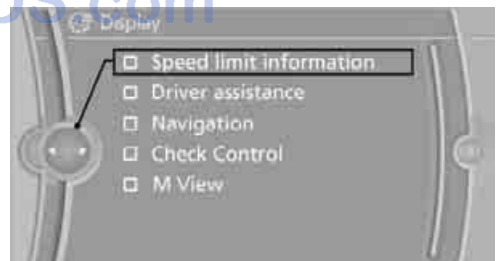 Display
Speed limit information
Driver assistance
Navigation
Check Control
M View